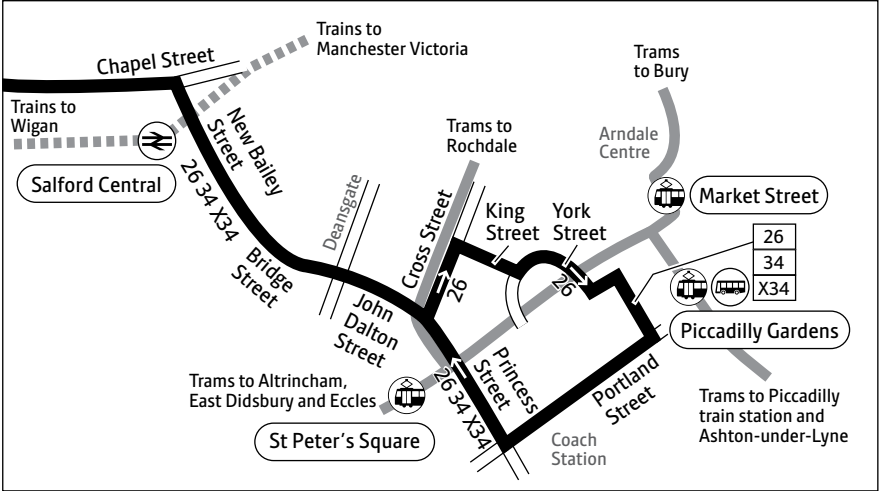 Trains to
Manchester Victoria
Chapel Street
Trams
to Bury
Trains to
Wigan
New Bailey
Street
Trams to
Rochdale
Arndale
Centre
Salford Central
26 34 X34
Deansgate
Cross Street
King
Street
York
Street
Market Street
26
34
X34
Bridge
Street
26
26
John
Dalton
Street
Piccadilly Gardens
Princess
Street
Portland
Street
Trams to Altrincham,
East Didsbury and Eccles
26 34 X34
Trams to Piccadilly
train station and
Ashton-under-Lyne
St Peter's Square
Coach
Station